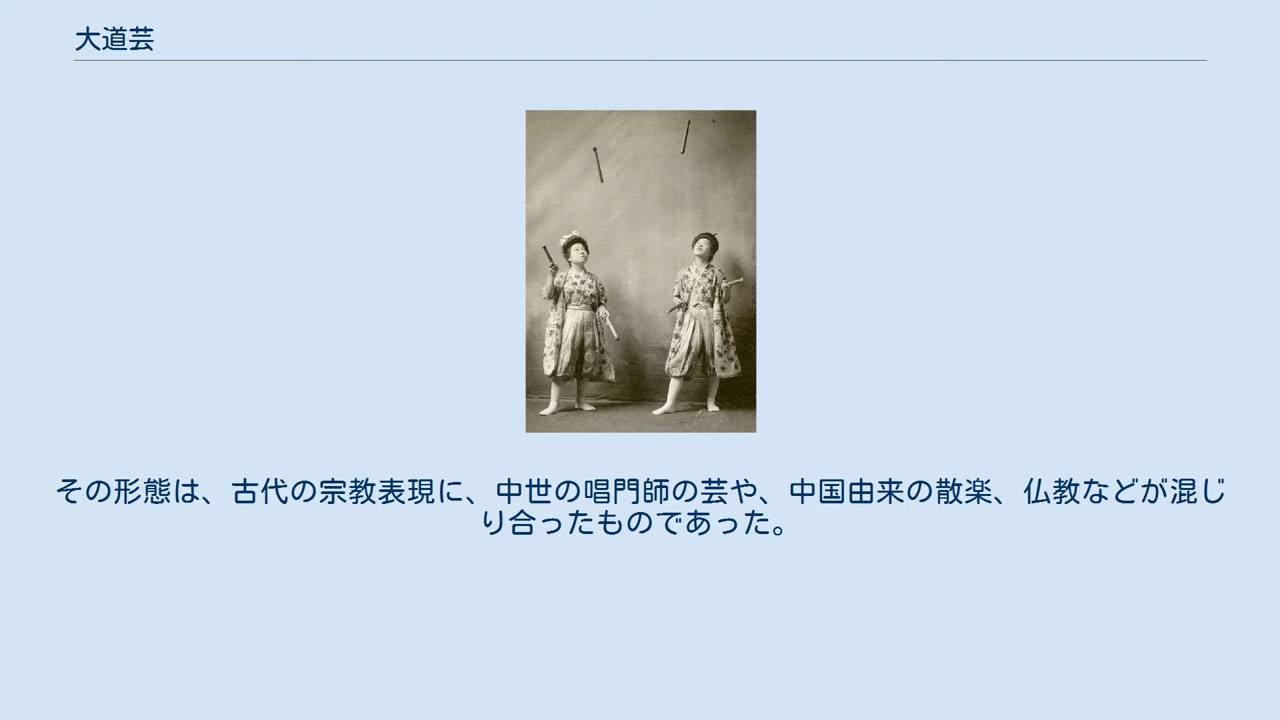 大道芸
その形態は、古代の宗教表現に、中世の唱門師の芸や、中国由来の散楽、仏教などが混じ
り合ったものであった。